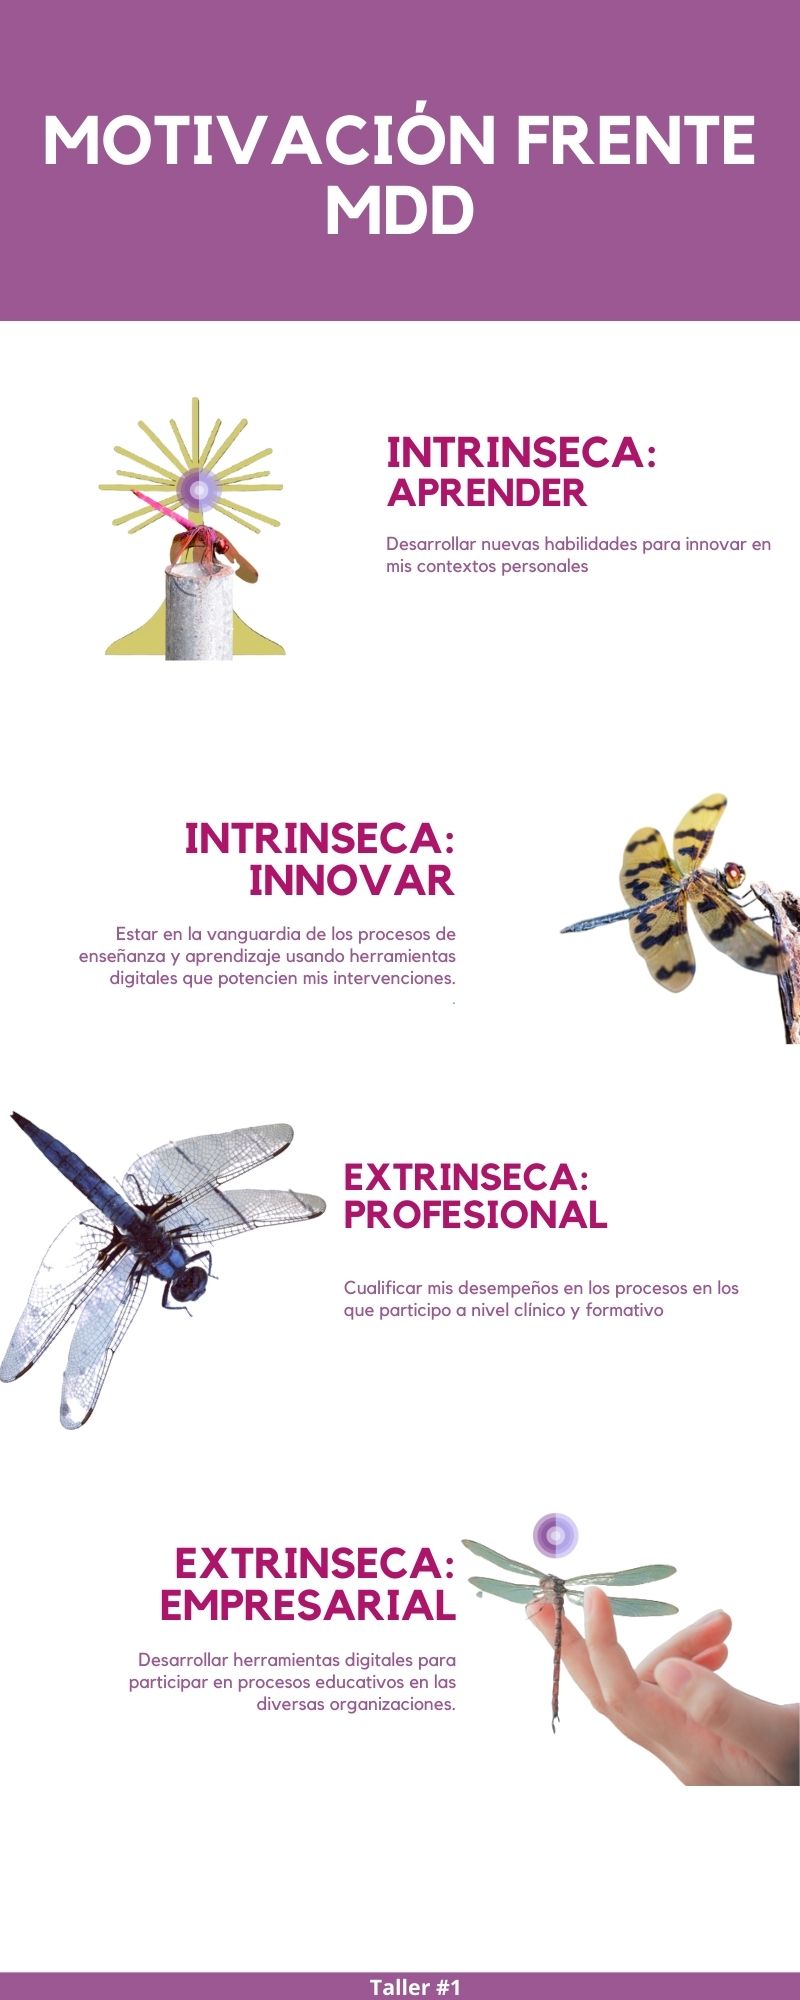 MOTIVACIÓN FRENTE
MDD
INTRINSECA:
APRENDER
Desarrollar nuevas habilidades para innovar en
mis contextos personales
INTRINSECA:
INNOVAR
Estar en la vanguardia de los procesos de
enseñanza y aprendizaje usando herramientas
digitales que potencien mis intervenciones.
.
EXTRINSECA:
PROFESIONAL
Cualificar mis desempeños en los procesos en los
que participo a nivel clínico y formativo
EXTRINSECA:
EMPRESARIAL
Desarrollar herramientas digitales para
participar en procesos educativos en las
diversas organizaciones.
Taller #1